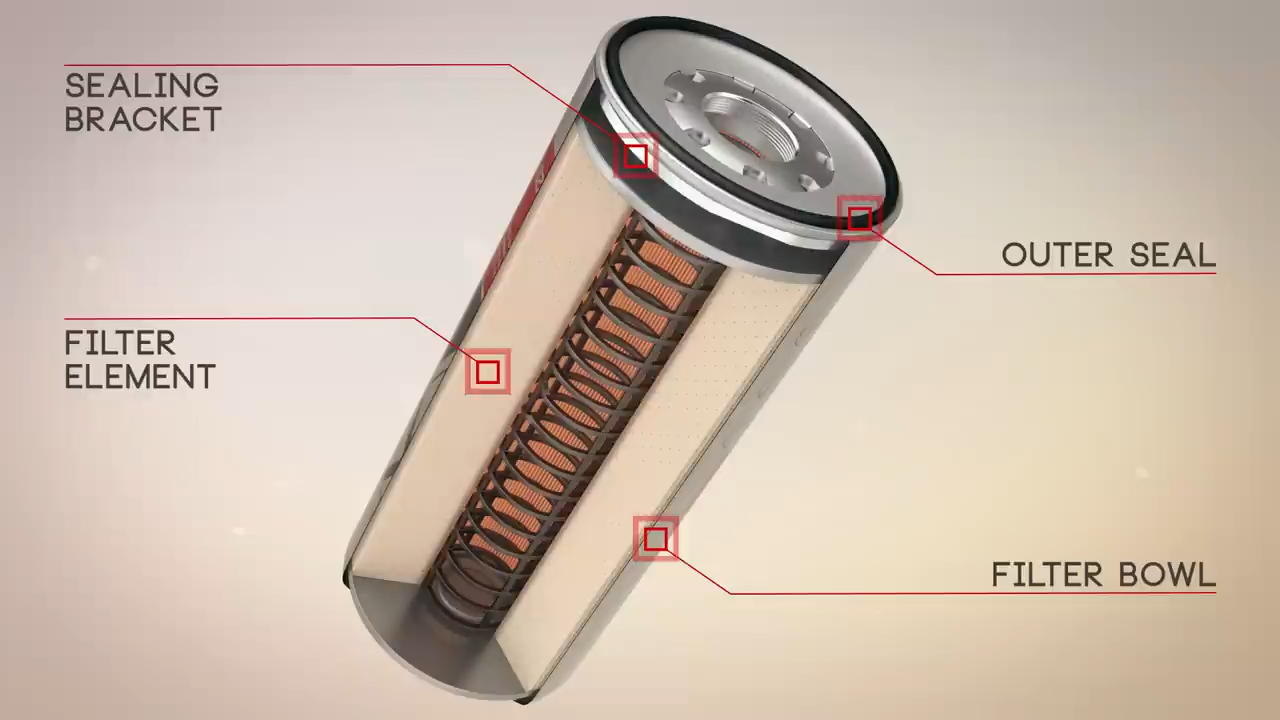 SEALING
BRACKET
OUTER SEAL
FILTER
ELEMENT
FILTER BOWL